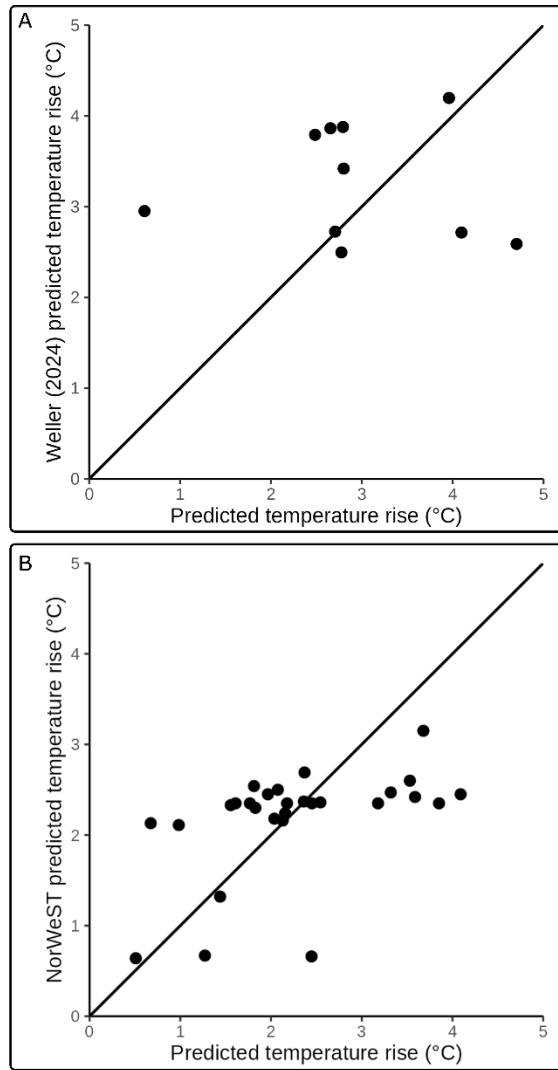 A
Weller (2024) predicted temperature rise (°C)
5
4
3
2
1
0
0 1 2 3 4 5
Predicted temperature rise (°C)
B
NorWeST predicted temperature rise (°C)
5
4
3
2
1
0
0 1 2 3 4 5
Predicted temperature rise (°C)